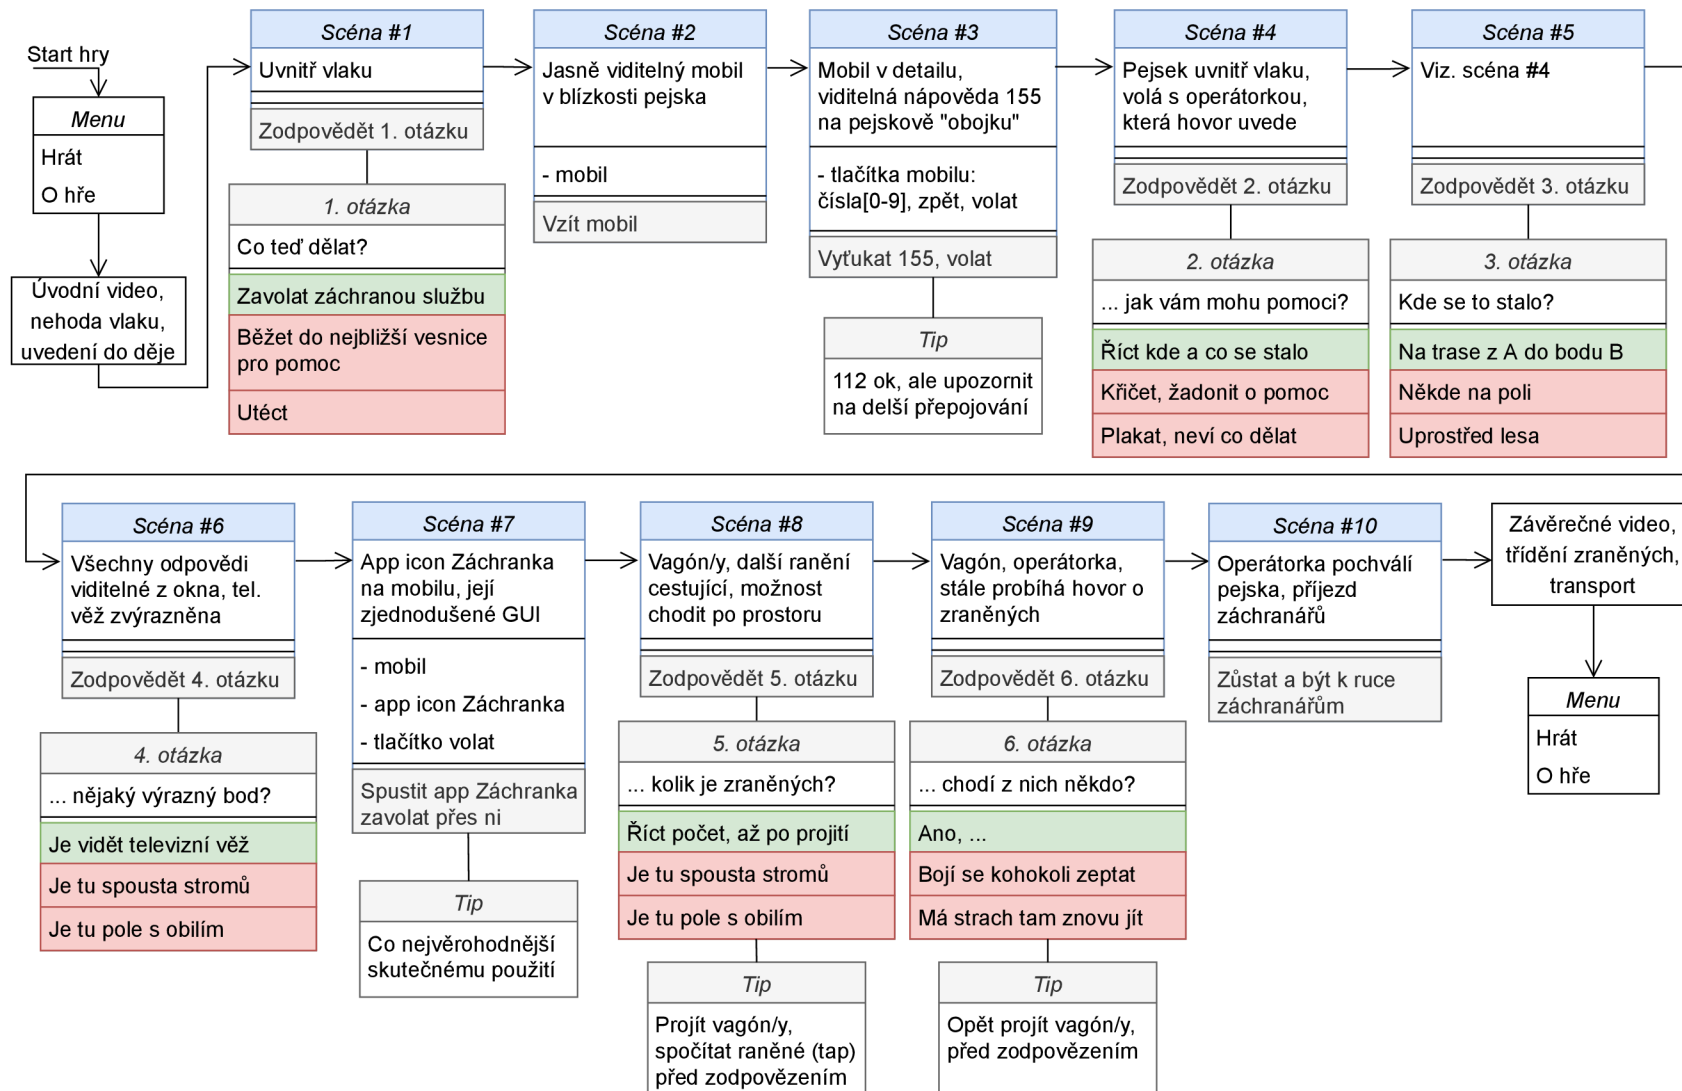 Start hry
Menu
Hrát
O hře
Úvodní video,
nehoda vlaku,
uvedení do děje
Scéna #1
Uvnitř vlaku
Zodpovědět 1. otázku
1. otázka
Co teď dělat?
Zavolat záchranou službu
Běžet do nejbližší vesnice
pro pomoc
Utéct
Scéna #2
Jasně viditelný mobil
v blízkosti pejska
- mobil
Vzít mobil
Scéna #3
Mobil v detailu,
viditelná nápověda 155
na pejskově "obojku"
- tlačítka mobilu:
čísla[0-9], zpět, volat
Vyťukat 155, volat
Tip
112 ok, ale upozornit
na delší přepojování
Scéna #4
Pejsek uvnitř vlaku,
volá s operátorkou,
která hovor uvede
Zodpovědět 2. otázku
2. otázka
... jak vám mohu pomoci?
Říct kde a co se stalo
Křičet, žadonit o pomoc
Plakat, neví co dělat
Scéna #5
Viz. scéna #4
Zodpovědět 3. otázku
3. otázka
Kde se to stalo?
Na trase z A do bodu B
Někde na poli
Uprostřed lesa
Scéna #6
Všechny odpovědi
viditelné z okna, tel.
věž zvýrazněna
Zodpovědět 4. otázku
4. otázka
... nějaký výrazný bod?
Je vidět televizní věž
Je tu spousta stromů
Je tu pole s obilím
Scéna #7
App icon Záchranka
na mobilu, její
zjednodušené GUI
- mobil
- app icon Záchranka
- tlačítko volat
Spustit app Záchranka
zavolat přes ni
Tip
Co nejvěrohodnější
skutečnému použití
Scéna #8
Vagón/y, další ranění
cestující, možnost
chodit po prostoru
Zodpovědět 5. otázku
5. otázka
... kolik je zraněných?
Říct počet, až po projití
Je tu spousta stromů
Je tu pole s obilím
Tip
Projít vagón/y,
spočítat raněné (tap)
před zodpovězením
Scéna #9
Vagón, operátorka,
stále probíhá hovor o
zraněných
Zodpovědět 6. otázku
6. otázka
... chodí z nich někdo?
Ano, ...
Bojí se kohokoli zeptat
Má strach tam znovu jít
Tip
Opět projít vagón/y,
před zodpovězením
Scéna #10
Operátorka pochválí
pejska, příjezd
záchranářů
Zůstat a být k ruce
záchranářům
Závěrečné video,
třídění zraněných,
transport
Menu
Hrát
O hře